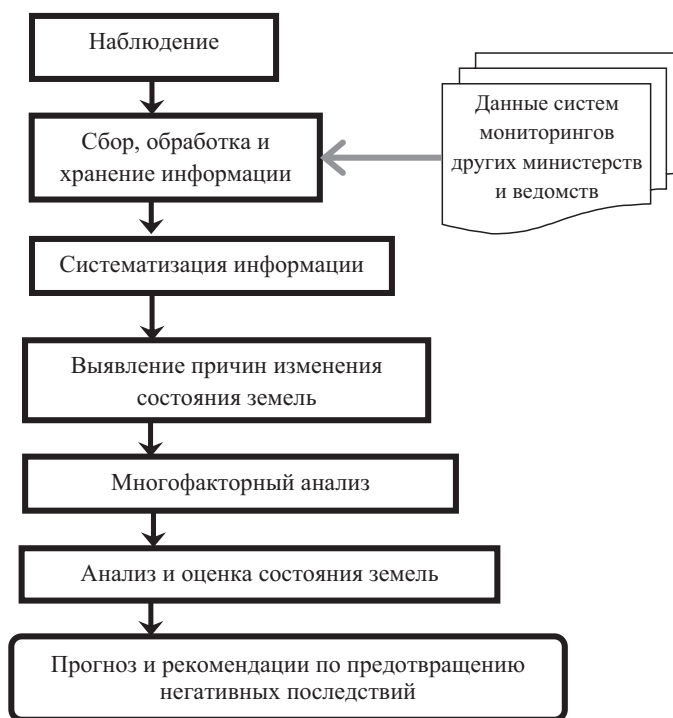 Наблюдение
Сбор, обработка и
хранение информации
Данные систем
мониторингов
других министерств
и ведомств
Систематизация информации
Выявление причин изменения
состояния земель
Многофакторный анализ
Анализ и оценка состояния земель
Прогноз и рекомендации по предотвращению
негативных последствий